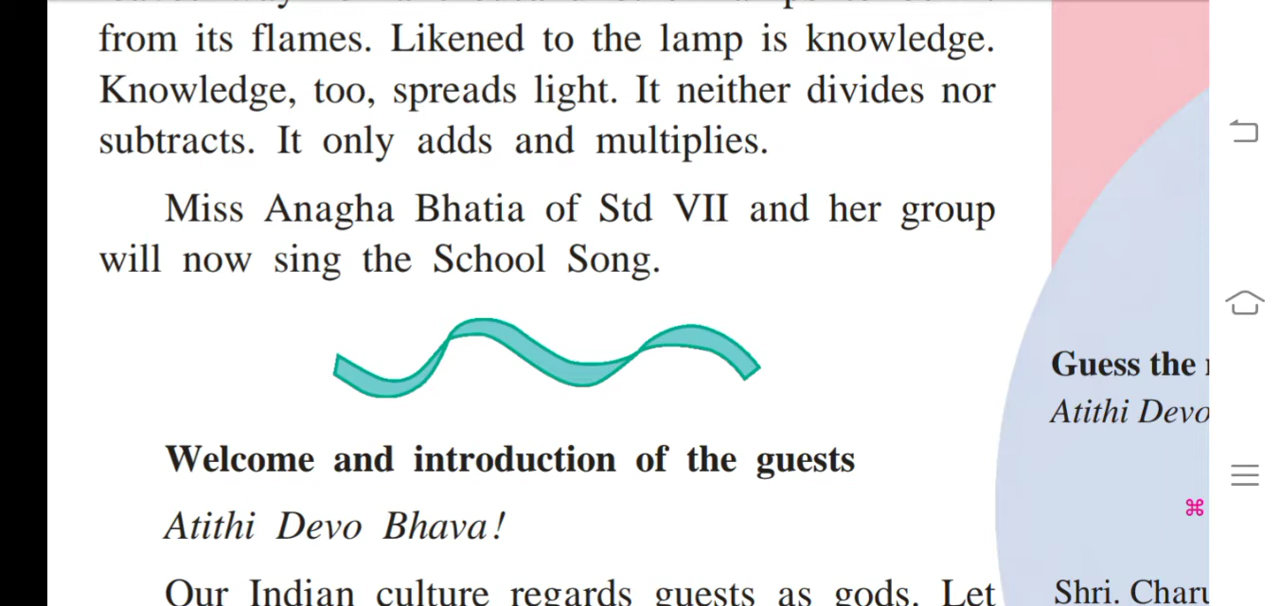 from its flames. Likened to the lamp is knowledge.
Knowledge, too, spreads light. It neither divides nor
subtracts. It only adds and multiplies.
Miss Anagha Bhatia of Std VII and her group
will now sing the School Song.
Welcome and introduction of the guests
Atithi Devo Bhava!
Our Indian culture regards guests as gods. Let
Guess the
Atithi Devo
Shri.